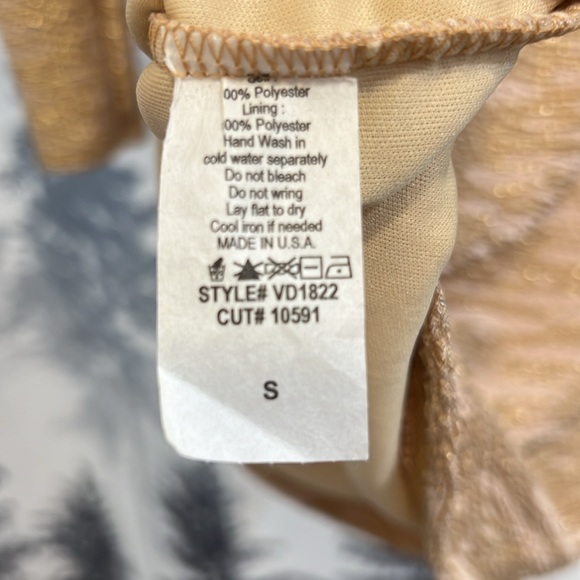 00% Polyester
Lining :
00% Polyester
Hand Wash in
cold water separately
Do not bleach
Do not wring
Lay flat to dry
Cool iron if needed
MADE IN U.S.A.
STYLE# VD1822
CUT# 10591
S